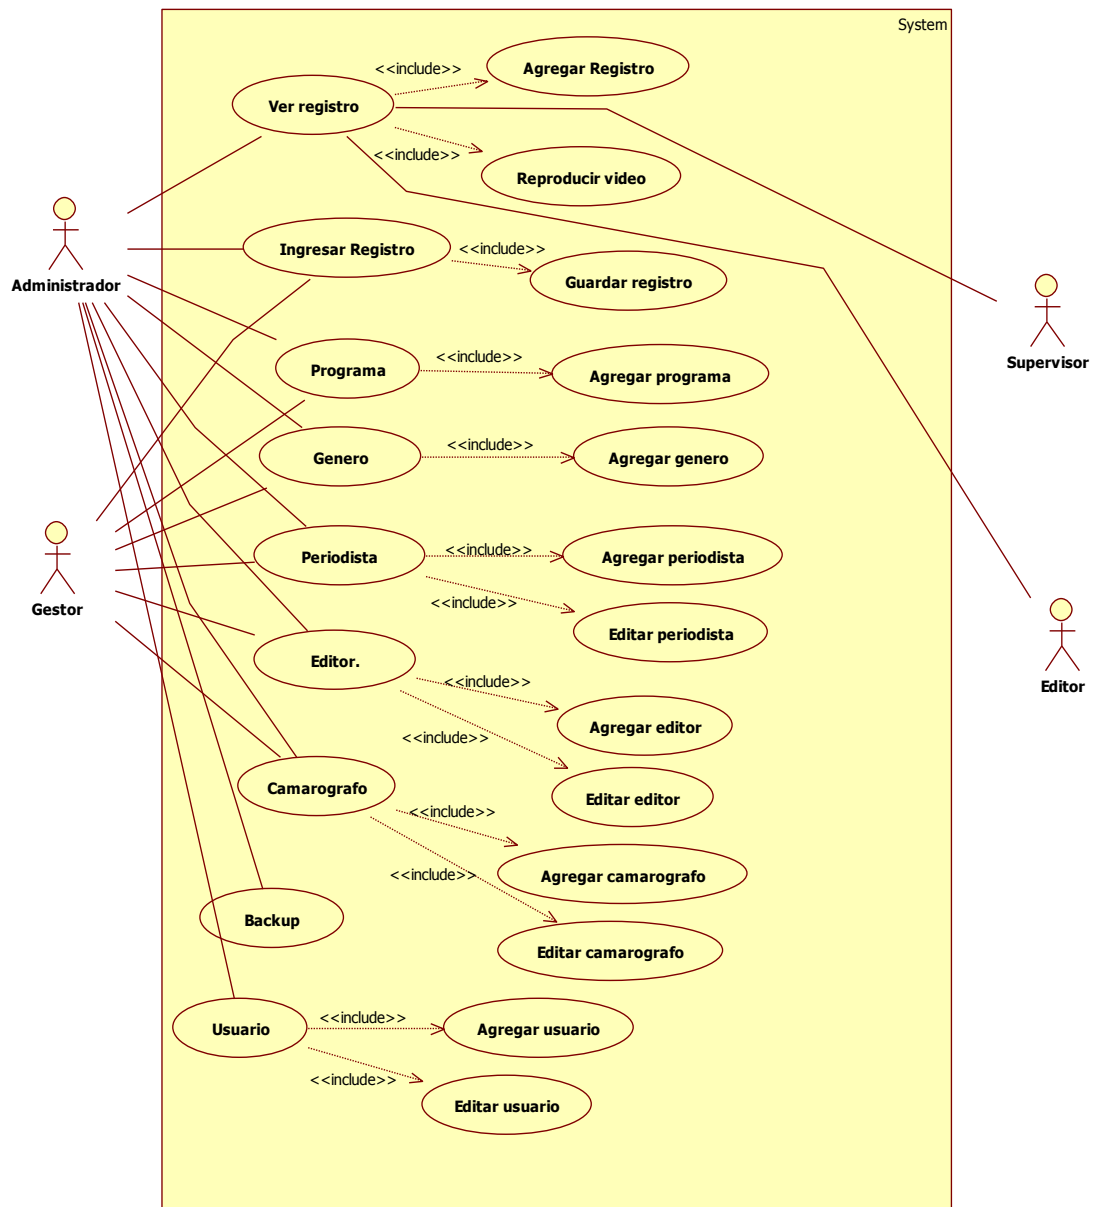 System
<<include>>
Agregar Registro
Ver registro
<<include>>
Reproducir video
Administrador
Ingresar Registro
<<include>>
Guardar registro
Supervisor
Programa
<<include>>
Agregar programa
Genero
<<include>>
Agregar genero
Gestor
Periodista
<<include>>
Agregar periodista
<<include>>
Editar periodista
Editor
Editor.
<<include>>
Agregar editor
<<include>>
Editar editor
Camarografo
<<include>>
Agregar camarografo
<<include>>
Editar camarografo
Backup
Usuario
<<include>>
Agregar usuario
<<include>>
Editar usuario